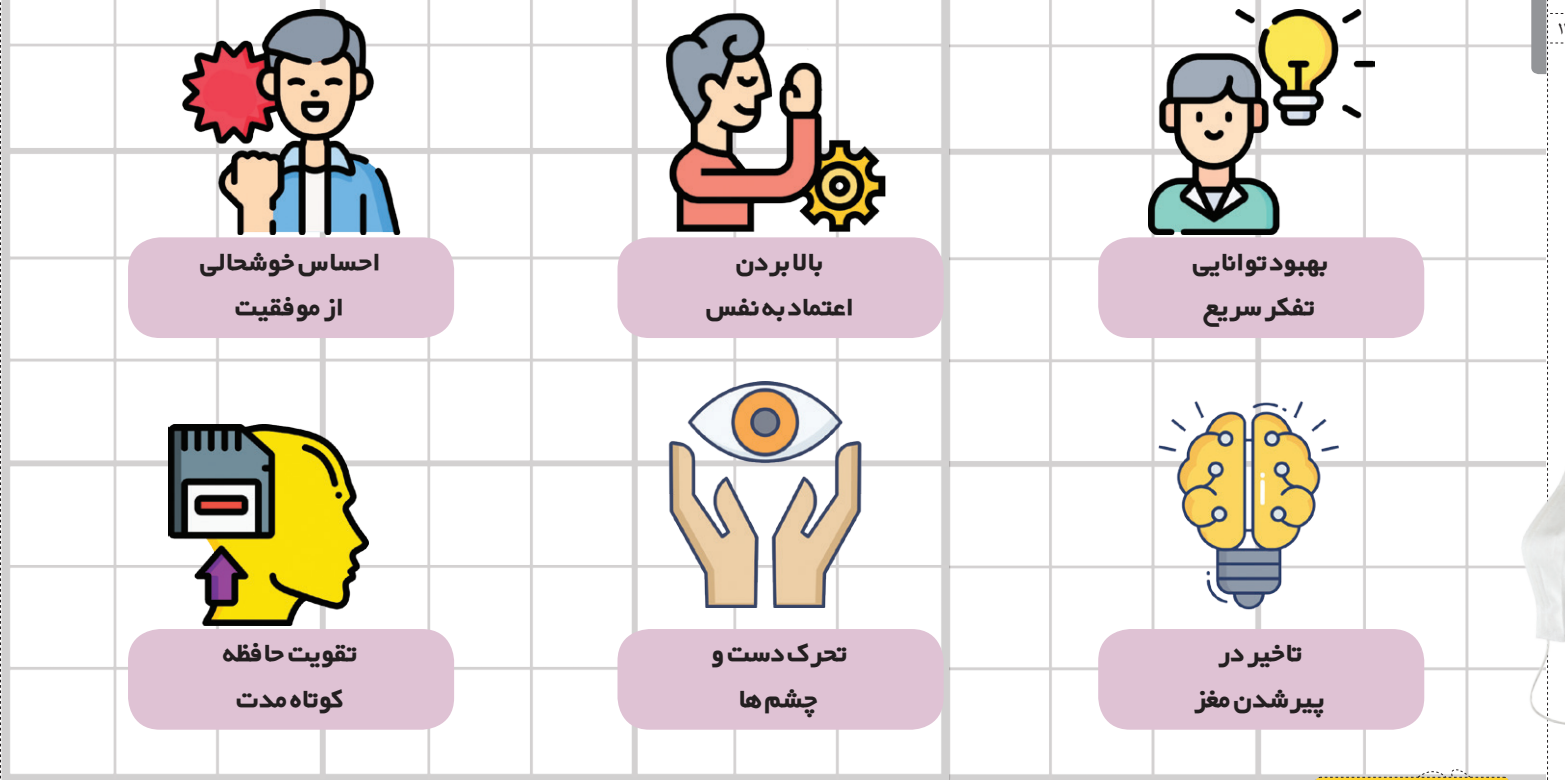 بهبود توانایی
تفکر سریع
بالا بردن
اعتماد به نفس
احساس خوشحالی
از موفقیت
تاخیر در
پیر شدن مغز
تحرک دست و
چشم ها
تقویت حافظه
کوتاه مدت